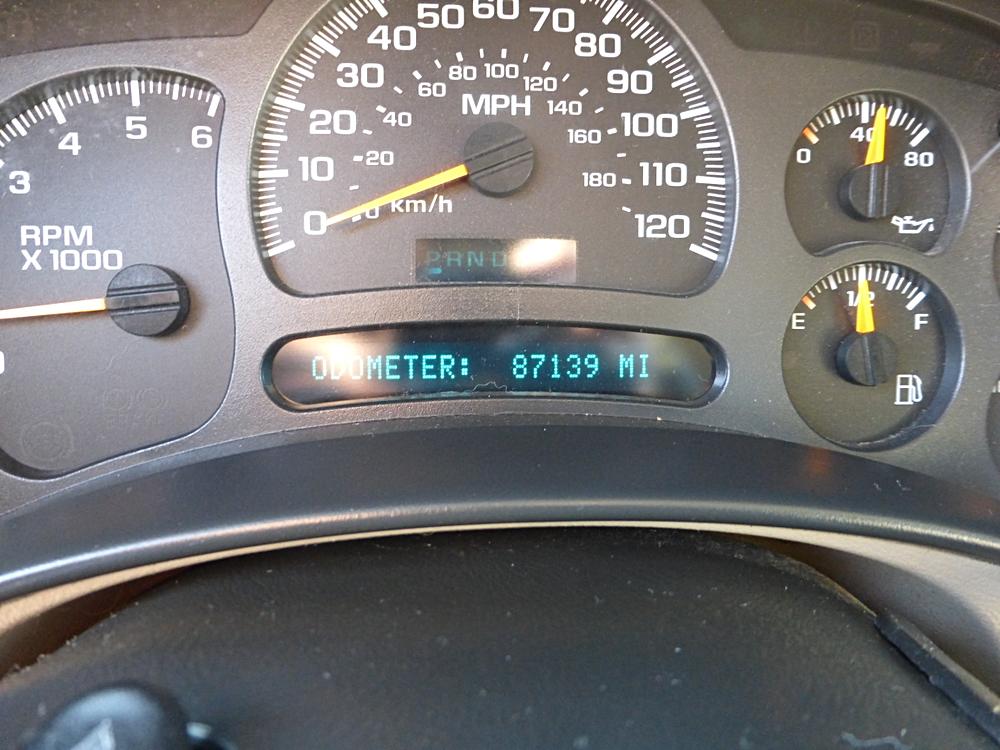 3 4 5 6
RPM
X 1000
0 10 20 30 40 50 60 70 80 90 100 110 120
MPH
0 20 40 60 80 100 120 140 160 180
km/h
PRND
ODOMETER: 87139 MI
0 40 80
E 1/2 F